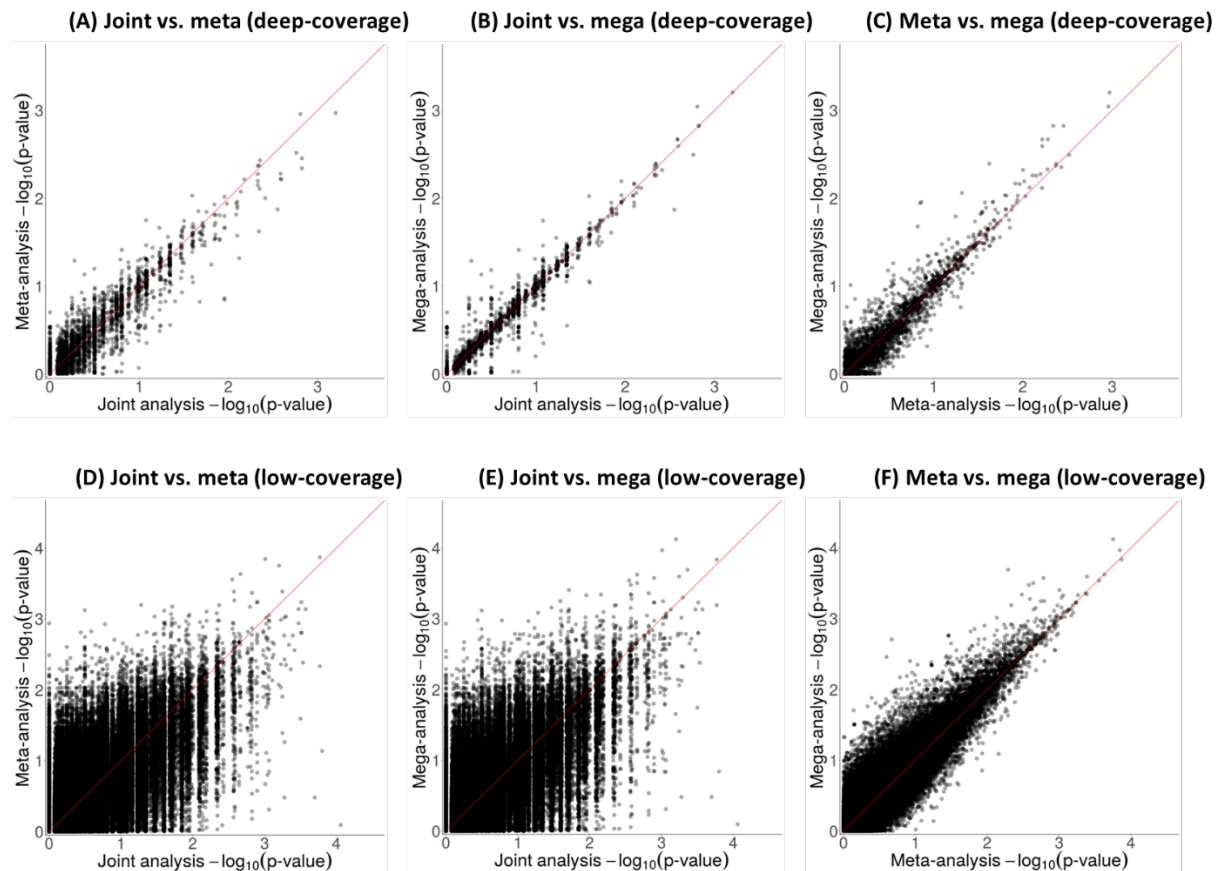 (A) Joint vs. meta (deep-coverage)
(B) Joint vs. mega (deep-coverage)
(C) Meta vs. mega (deep-coverage)
Meta-analysis −log10(p-value)
3
2
1
0
0 1 2 3
Joint analysis −log10(p-value)
Mega-analysis −log10(p-value)
3
2
1
0
0 1 2 3
Joint analysis −log10(p-value)
Mega-analysis −log10(p-value)
3
2
1
0
0 1 2 3
Meta-analysis −log10(p-value)
(D) Joint vs. meta (low-coverage)
(E) Joint vs. mega (low-coverage)
(F) Meta vs. mega (low-coverage)
Meta-analysis −log10(p-value)
4
3
2
1
0
0 1 2 3 4
Joint analysis −log10(p-value)
Mega-analysis −log10(p-value)
4
3
2
1
0
0 1 2 3 4
Joint analysis −log10(p-value)
Mega-analysis −log10(p-value)
4
3
2
1
0
0 1 2 3 4
Meta-analysis −log10(p-value)